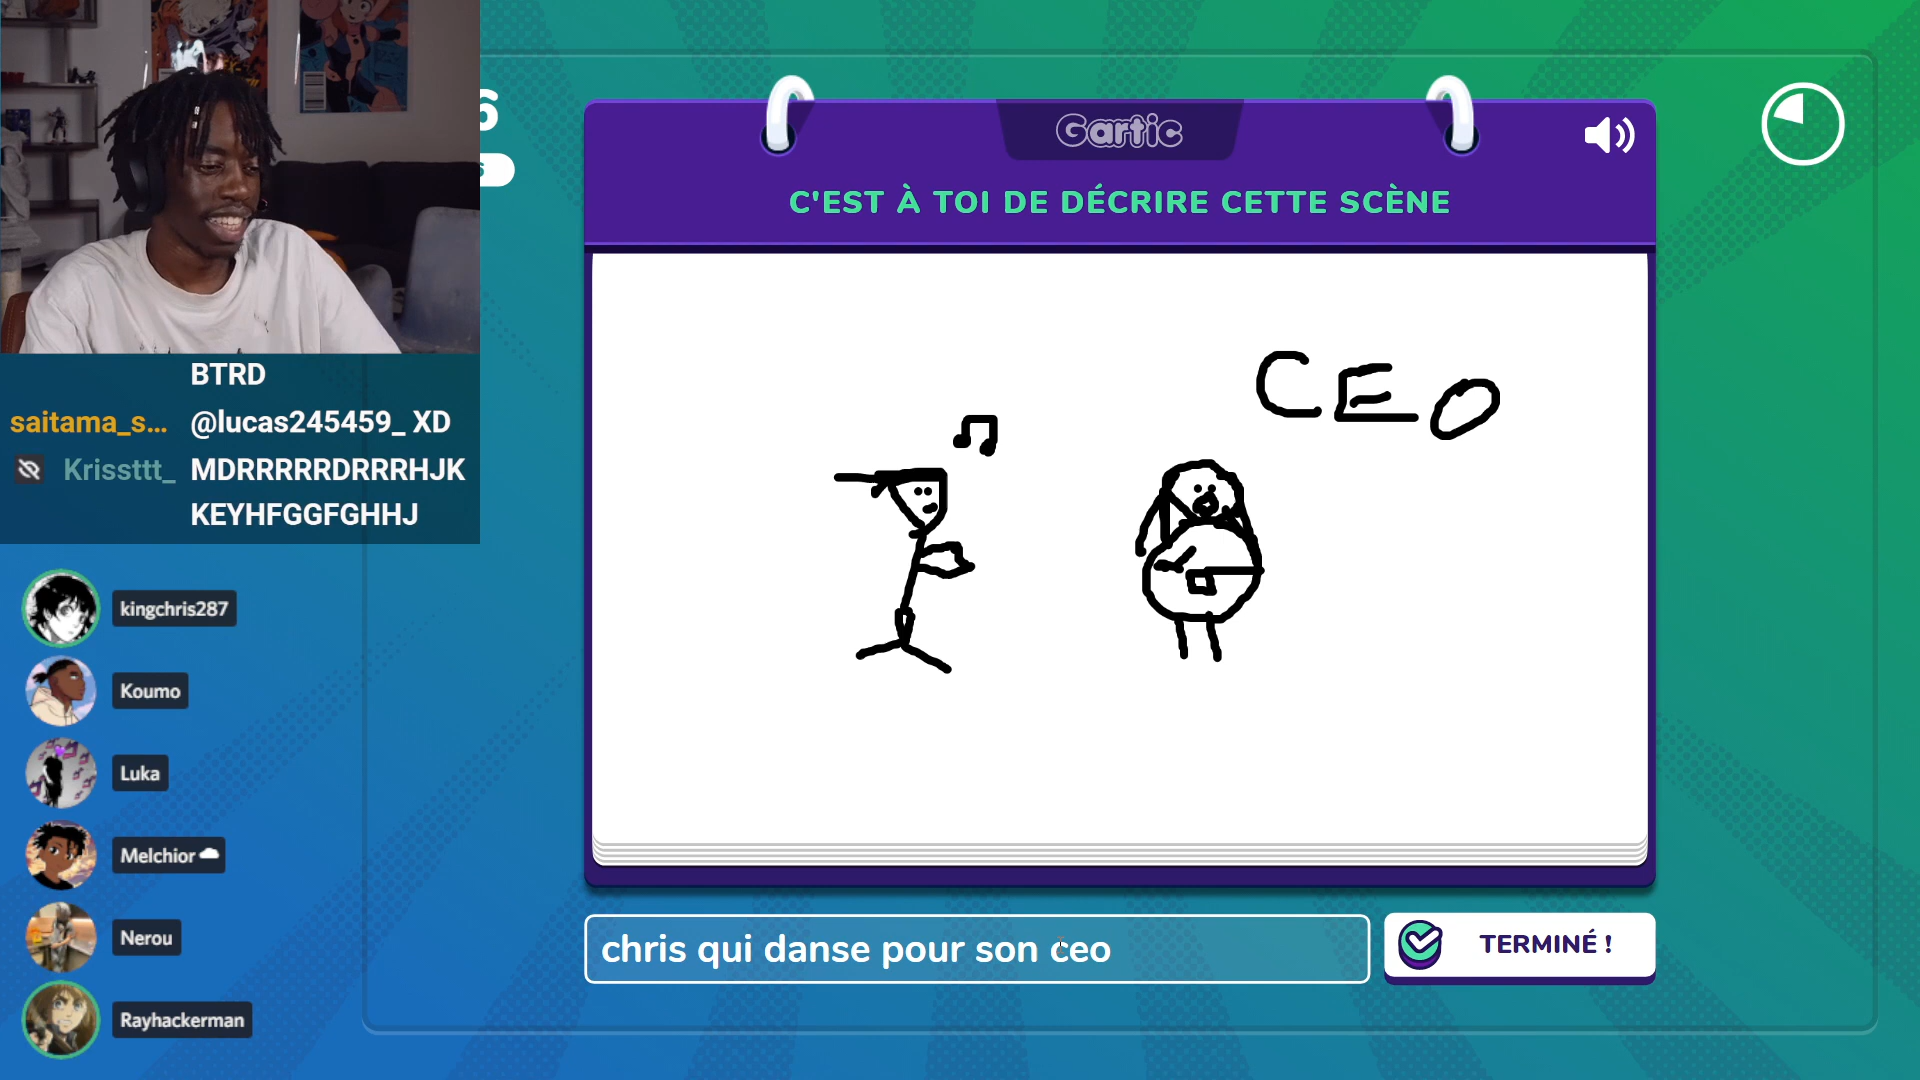 6
Gartic
C'EST À TOI DE DÉCRIRE CETTE SCÈNE
CEO
BTRD
saitama_s... @lucas245459_ XD
Krissttt_ MDRRRRRDRRRHJK
KEYHFGGFGHHJ
kingchris287
Koumo
Luka
Melchior
Nerou
Rayhackerman
chris qui danse pour son ceo
TERMINÉ !